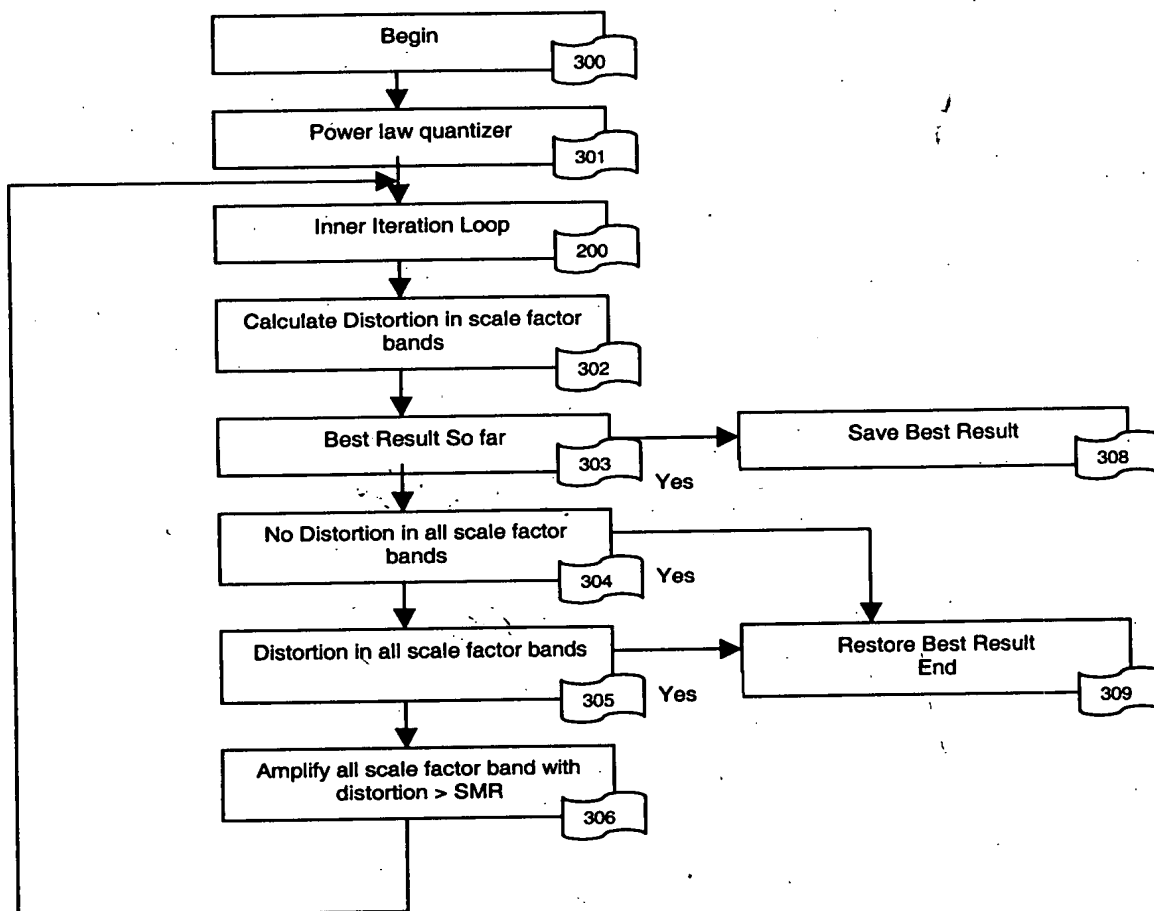 Begin
300
Power law quantizer
301
Inner Iteration Loop
200
Calculate Distortion in scale factor
bands
302
Best Result So far
303
Yes
Save Best Result
308
No Distortion in all scale factor
bands
304
Yes
Distortion in all scale factor bands
305
Yes
Restore Best Result
End
309
Amplify all scale factor band with
distortion > SMR
306